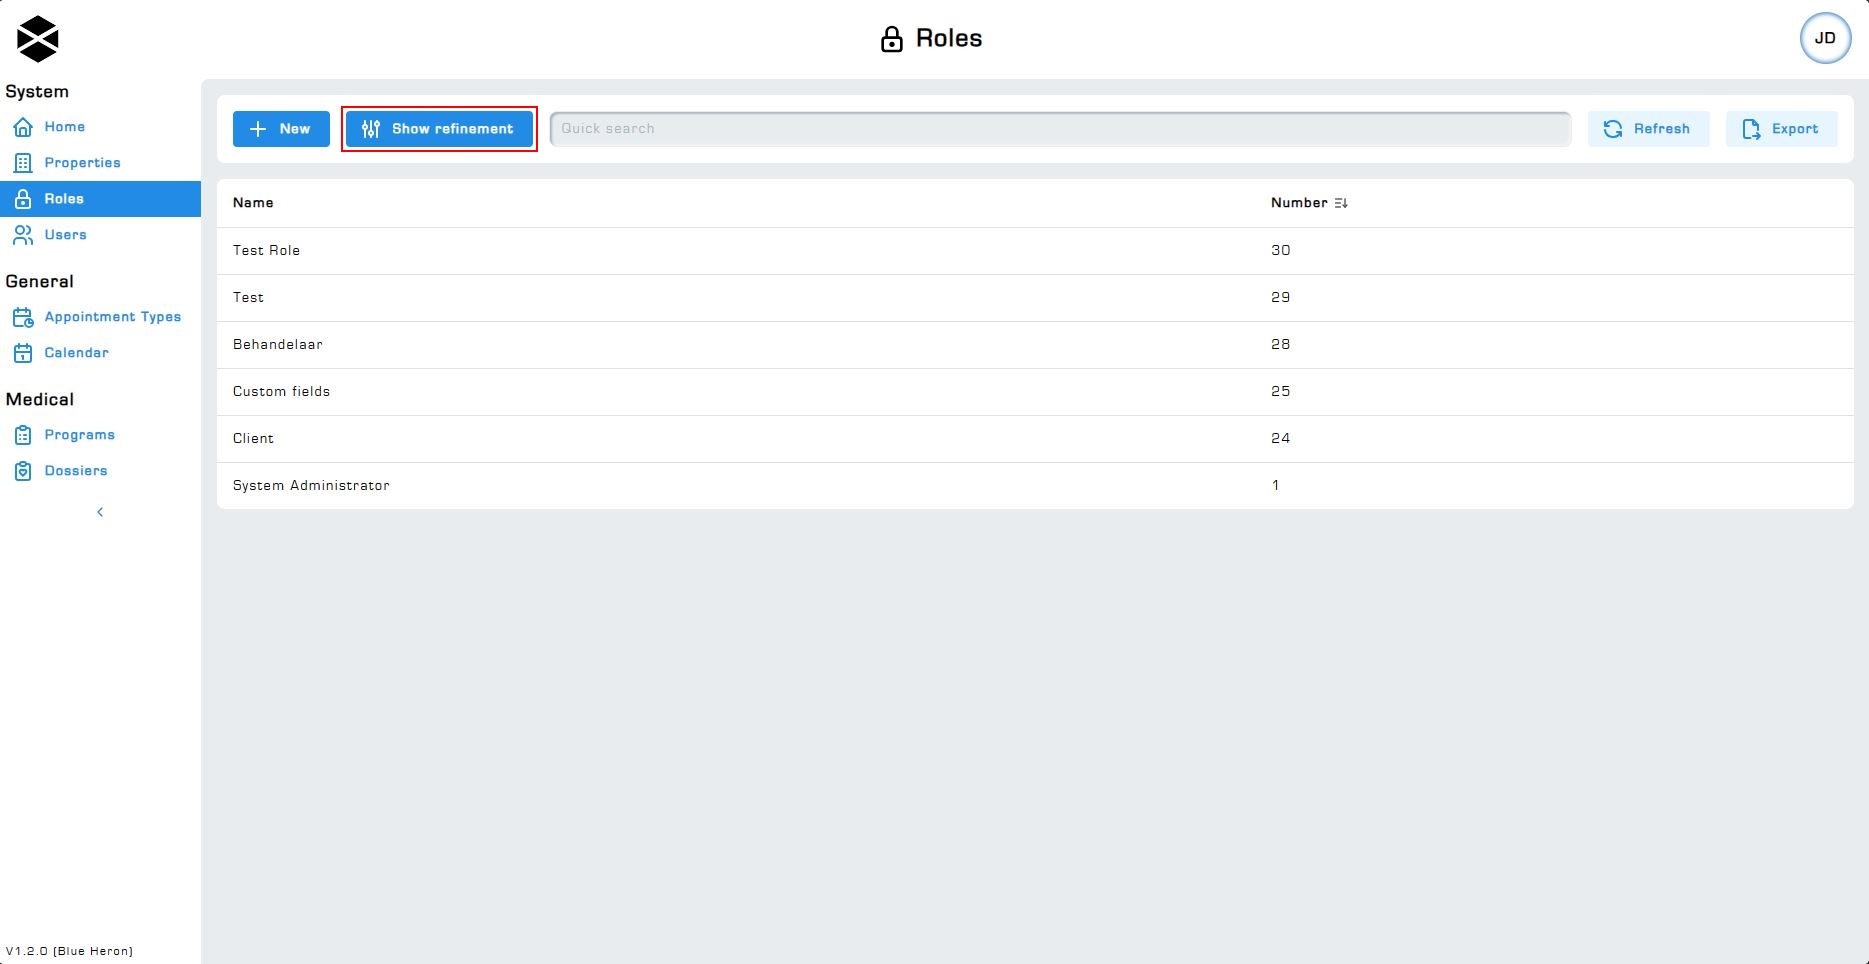 Roles
JD
System
Home
Properties
Roles
Users
General
Appointment Types
Calendar
1
Medical
Programs
Dossiers
V1.2.0 (Blue Heron)
New
Show refinement
Quick search
Refresh
Export
Name Number
Test Role 30
Test 29
Behandelaar 28
Custom fields 25
Client 24
System Administrator 1